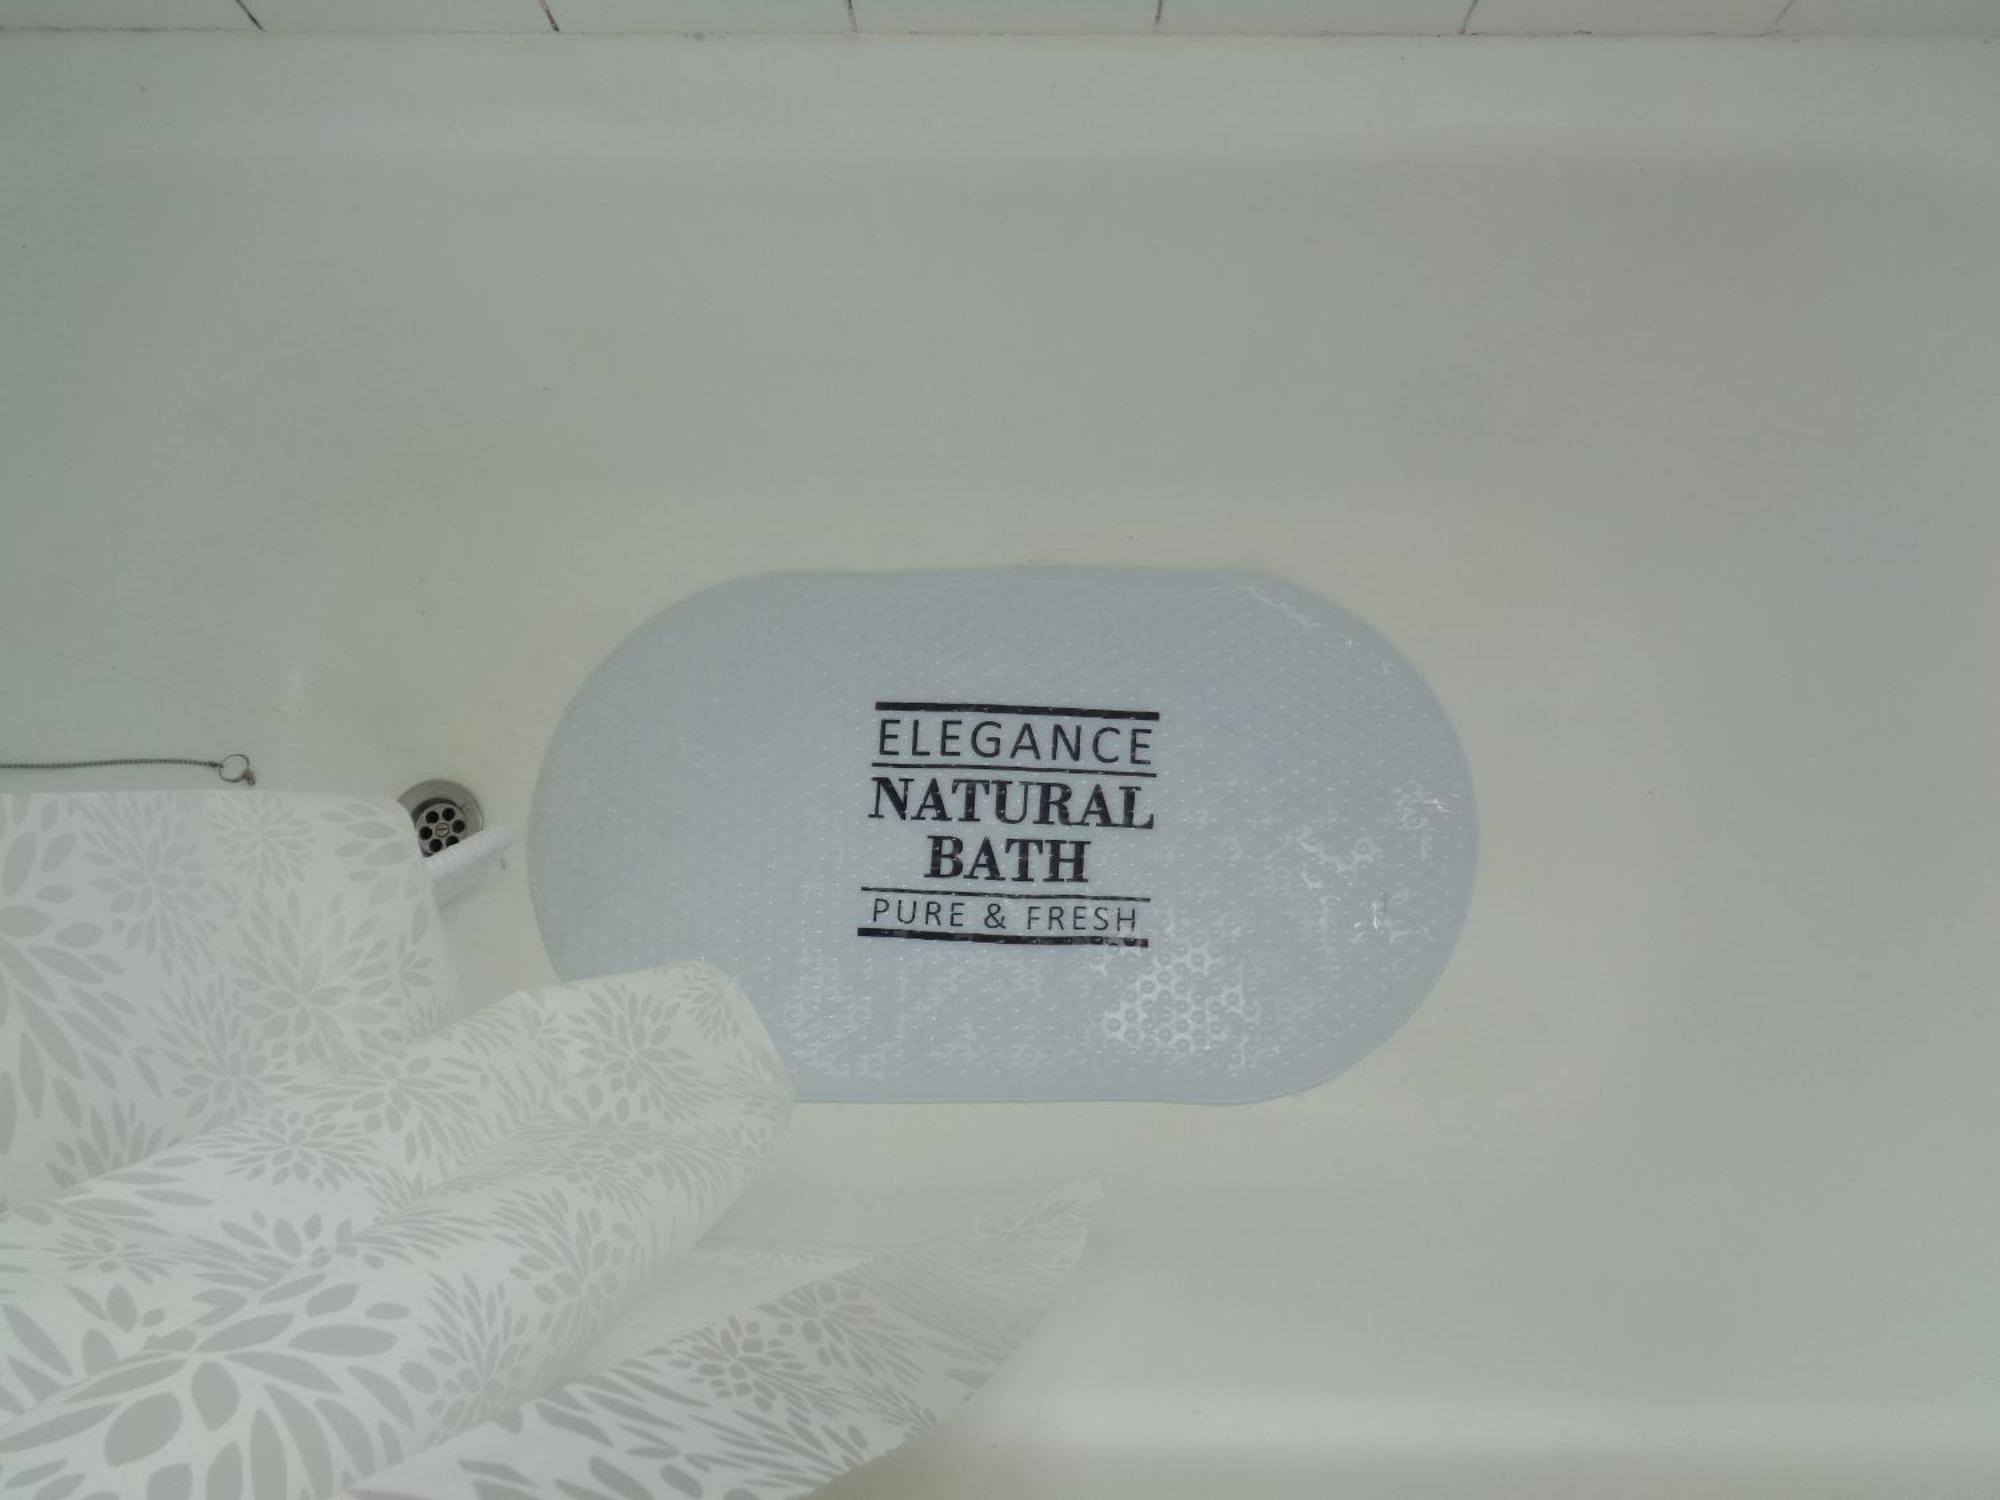 ELEGANCE
NATURAL
BATH
PURE & FRESH